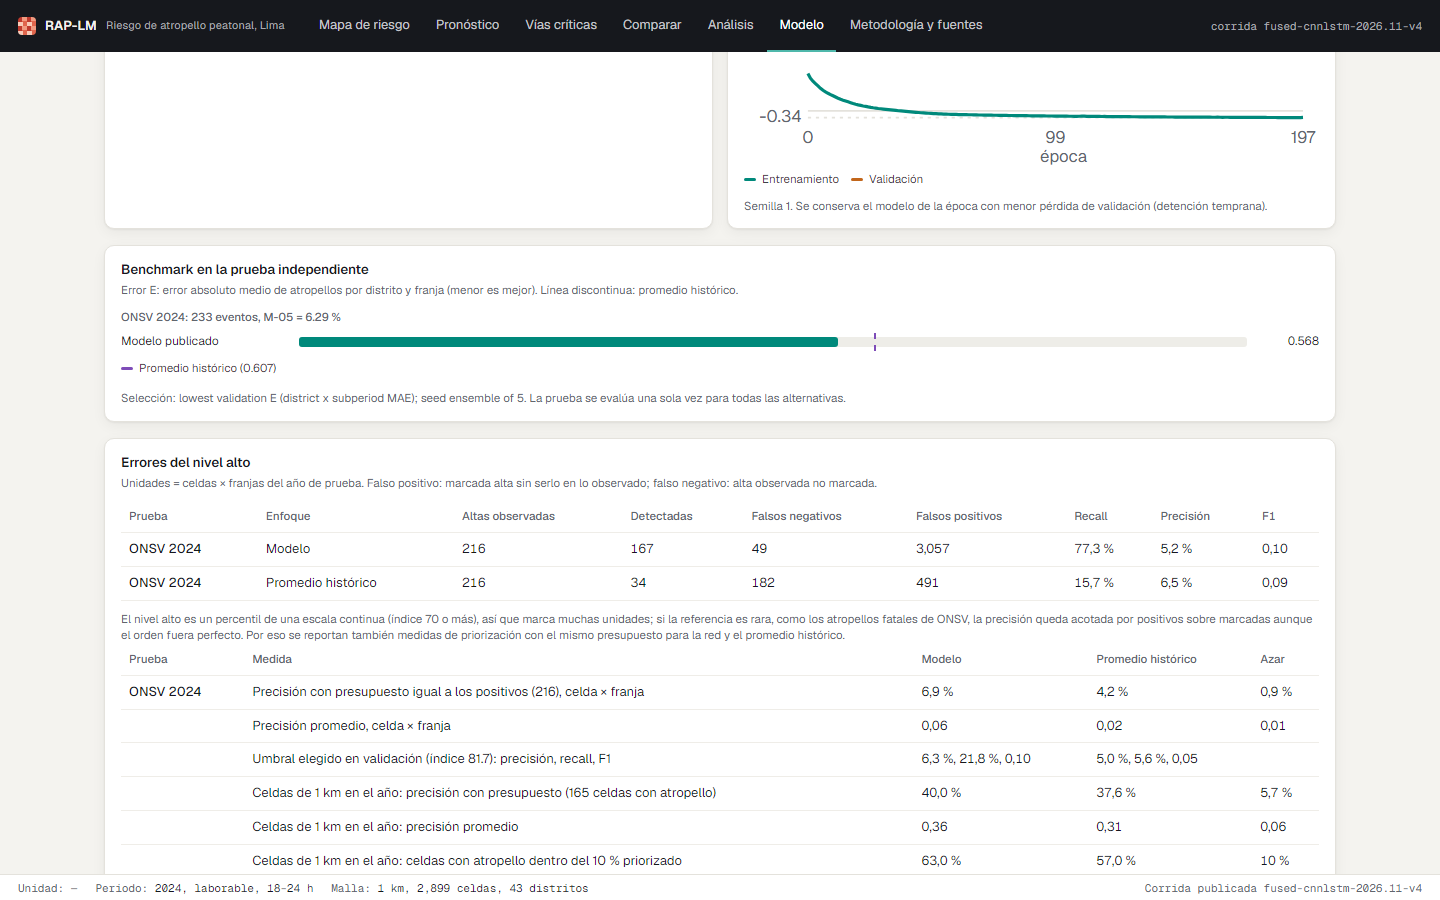 RAP-LM Riesgo de atropello peatonal, Lima Mapa de riesgo Pronóstico Vías críticas Comparar Análisis Modelo Metodología y fuentes corrida fused-cnnlstm-2026.11-v4
-0.34
0 99 197
época
Entrenamiento Validación
Semilla 1. Se conserva el modelo de la época con menor pérdida de validación (detención temprana).
Benchmark en la prueba independiente
Error E: error absoluto medio de atropellos por distrito y franja (menor es mejor). Línea discontinua: promedio histórico.
ONSV 2024: 233 eventos, M-05 = 6.29 %
Modelo publicado 0.568
Promedio histórico (0.607)
Selección: lowest validation E (district x subperiod MAE); seed ensemble of 5. La prueba se evalúa una sola vez para todas las alternativas.
Errores del nivel alto
Unidades = celdas × franjas del año de prueba. Falso positivo: marcada alta sin serlo en lo observado; falso negativo: alta observada no marcada.
Prueba Enfoque Altas observadas Detectadas Falsos negativos Falsos positivos Recall Precisión F1
ONSV 2024 Modelo 216 167 49 3,057 77,3 % 5,2 % 0,10
ONSV 2024 Promedio histórico 216 34 182 491 15,7 % 6,5 % 0,09
El nivel alto es un percentil de una escala continua (índice 70 o más), así que marca muchas unidades; si la referencia es rara, como los atropellos fatales de ONSV, la precisión queda acotada por positivos sobre marcadas aunque
el orden fuera perfecto. Por eso se reportan también medidas de priorización con el mismo presupuesto para la red y el promedio histórico.
Prueba Medida Modelo Promedio histórico Azar
ONSV 2024 Precisión con presupuesto igual a los positivos (216), celda × franja 6,9 % 4,2 % 0,9 %
Precisión promedio, celda × franja 0,06 0,02 0,01
Umbral elegido en validación (índice 81.7): precisión, recall, F1 6,3 %, 21,8 %, 0,10 5,0 %, 5,6 %, 0,05
Celdas de 1 km en el año: precisión con presupuesto (165 celdas con atropello) 40,0 % 37,6 % 5,7 %
Celdas de 1 km en el año: precisión promedio 0,36 0,31 0,06
Celdas de 1 km en el año: celdas con atropello dentro del 10 % priorizado 63,0 % 57,0 % 10 %
Unidad: — Periodo: 2024, laborable, 18-24 h Malla: 1 km, 2,899 celdas, 43 distritos Corrida publicada fused-cnnlstm-2026.11-v4